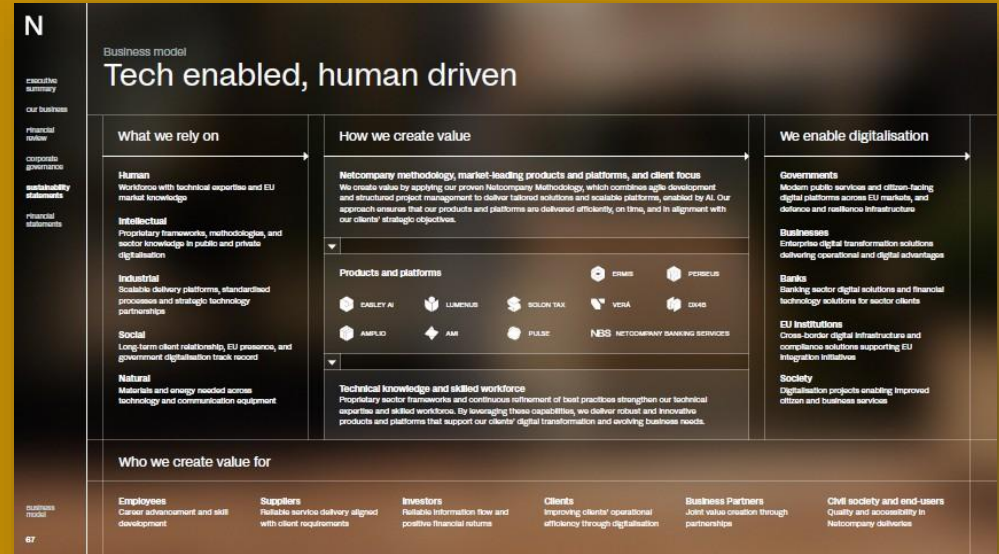 N
Executive
summary
Our business
Financial
review
Corporate
governance
Sustainability
statements
Financial
statements
Business
model
67
Business model
Tech enabled, human driven
What we rely on
Human
Workforce with technical expertise and EU
market knowledge
Intellectual
Proprietary frameworks, methodologies, and
sector knowledge in public and private
digitalisation
Industrial
Scalable delivery platforms, standardised
processes and strategic technology
partnerships
Social
Long-term client relationship, EU presence, and
government digitalisation track record
Natural
Materials and energy needed across
technology and communication equipment
How we create value
Netcompany methodology, market-leading products and platforms, and client focus
We create value by applying our proven Netcompany Methodology, which combines agile development
and structured project management to deliver tailored solutions and scalable platforms, enabled by AI. Our
approach ensures that our products and platforms are delivered efficiently, on time, and in alignment with
our clients' strategic objectives.
Products and platforms
ERMIS PERSEUS
EASLEY AI LUMENUS SOLON TAX VERÁ DX4B
AMPLIO AMI PULSE NBS NETCOMPANY BANKING SERVICES
Technical knowledge and skilled workforce
Proprietary sector frameworks and continuous refinement of best practices strengthen our technical
expertise and skilled workforce. By leveraging these capabilities, we deliver robust and innovative
products and platforms that support our clients' digital transformation and evolving business needs.
We enable digitalisation
Governments
Modern public services and citizen-facing
digital platforms across EU markets, and
defence and resilience infrastructure
Businesses
Enterprise digital transformation solutions
delivering operational and digital advantages
Banks
Banking sector digital solutions and financial
technology solutions for sector clients
EU Institutions
Cross-border digital infrastructure and
compliance solutions supporting EU
integration initiatives
Society
Digitalisation projects enabling improved
citizen and business services
Who we create value for
Employees
Career advancement and skill
development
Suppliers
Reliable service delivery aligned
with client requirements
Investors
Reliable information flow and
positive financial returns
Clients
Improving clients' operational
efficiency through digitalisation
Business Partners
Joint value creation through
partnerships
Civil society and end-users
Quality and accessibility in
Netcompany deliveries